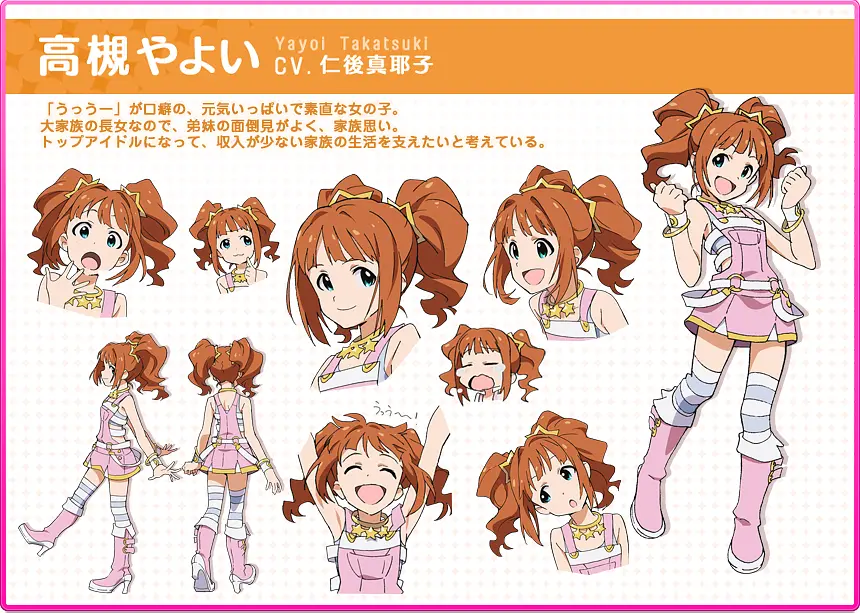 高槻やよい
Yayoi Takatsuki
CV. 仁後真耶子
「うっうー」が口癖の、元気いっぱいで素直な女の子。
大家族の長女なので、弟妹の面倒見がよく、家族思い。
トップアイドルになって、収入が少ない家族の生活を支えたいと考えている。
うっうー!